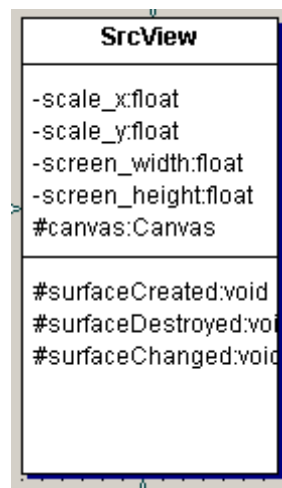 SrcView
-scale_x:float
-scale_y:float
-screen_width:float
-screen_height:float
#canvas:Canvas
#surfaceCreated:void
#surfaceDestroyed:voi
#surfaceChanged:void